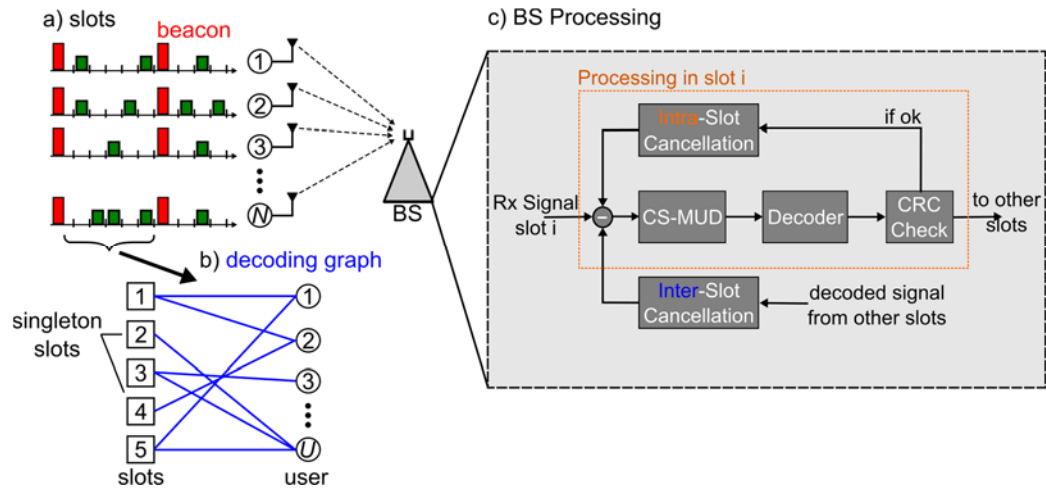 a) slots
beacon
1
2
3
N
BS
b) decoding graph
singleton
slots
1
2
3
4
5
slots
1
2
3
U
user
c) BS Processing
Processing in slot i
Intra-Slot
Cancellation
if ok
Rx Signal
slot i
-
CS-MUD
Decoder
CRC
Check
to other
slots
Inter-Slot
Cancellation
decoded signal
from other slots